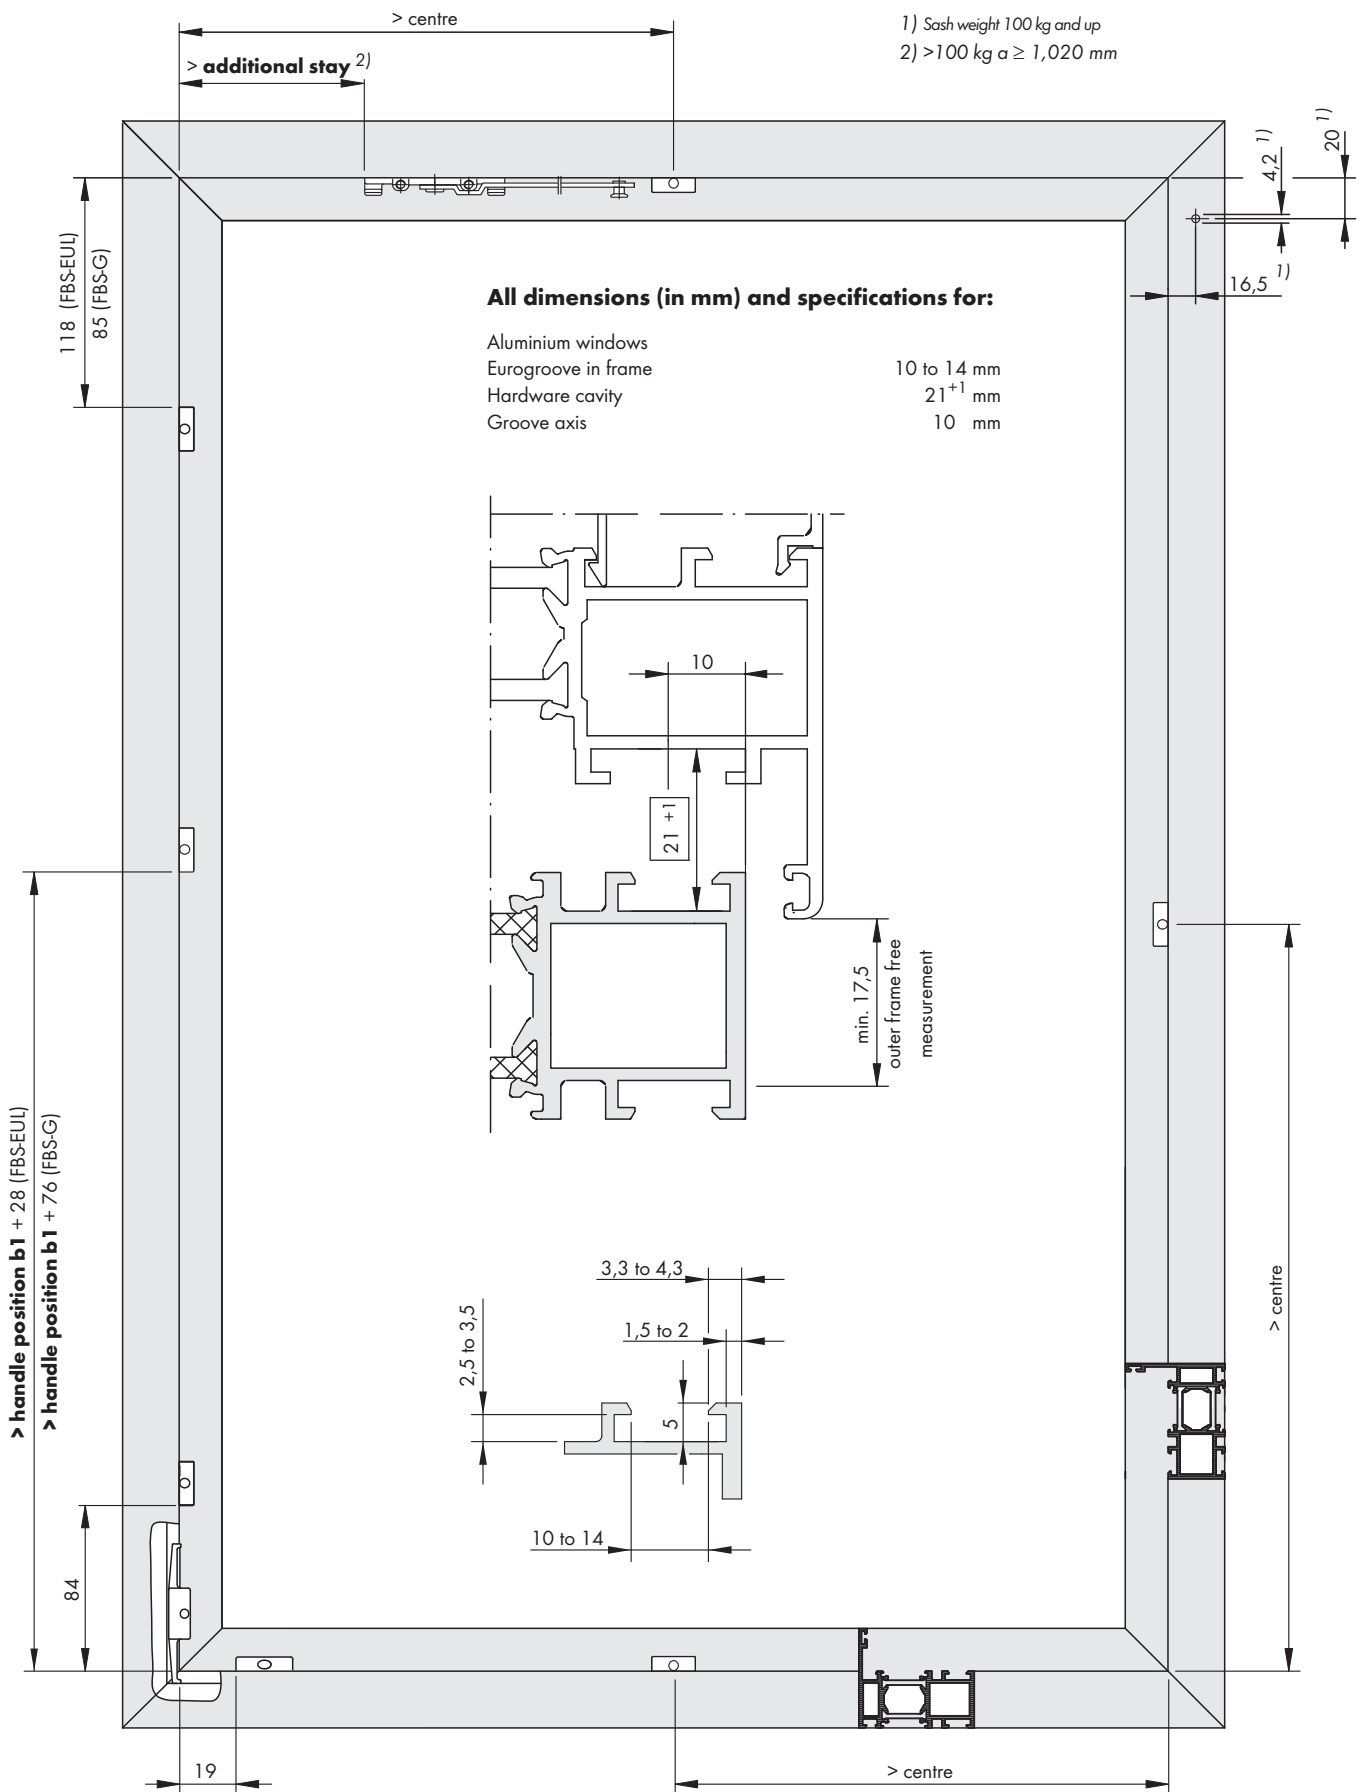 > centre
1) Sash weight 100 kg and up
2) >100 kg a ≥ 1,020 mm
> additional stay 2)
4,2 1)
20 1)
16,5 1)
118 (FBS-EUL)
85 (FBS-G)
All dimensions (in mm) and specifications for:
Aluminium windows
Eurogroove in frame 10 to 14 mm
Hardware cavity 21+1 mm
Groove axis 10 mm
10
21 +1
min. 17,5
outer frame free
measurement
> handle position b1 + 28 (FBS-EUL)
> handle position b1 + 76 (FBS-G)
3,3 to 4,3
2,5 to 3,5
1,5 to 2
5
10 to 14
> centre
84
19
> centre